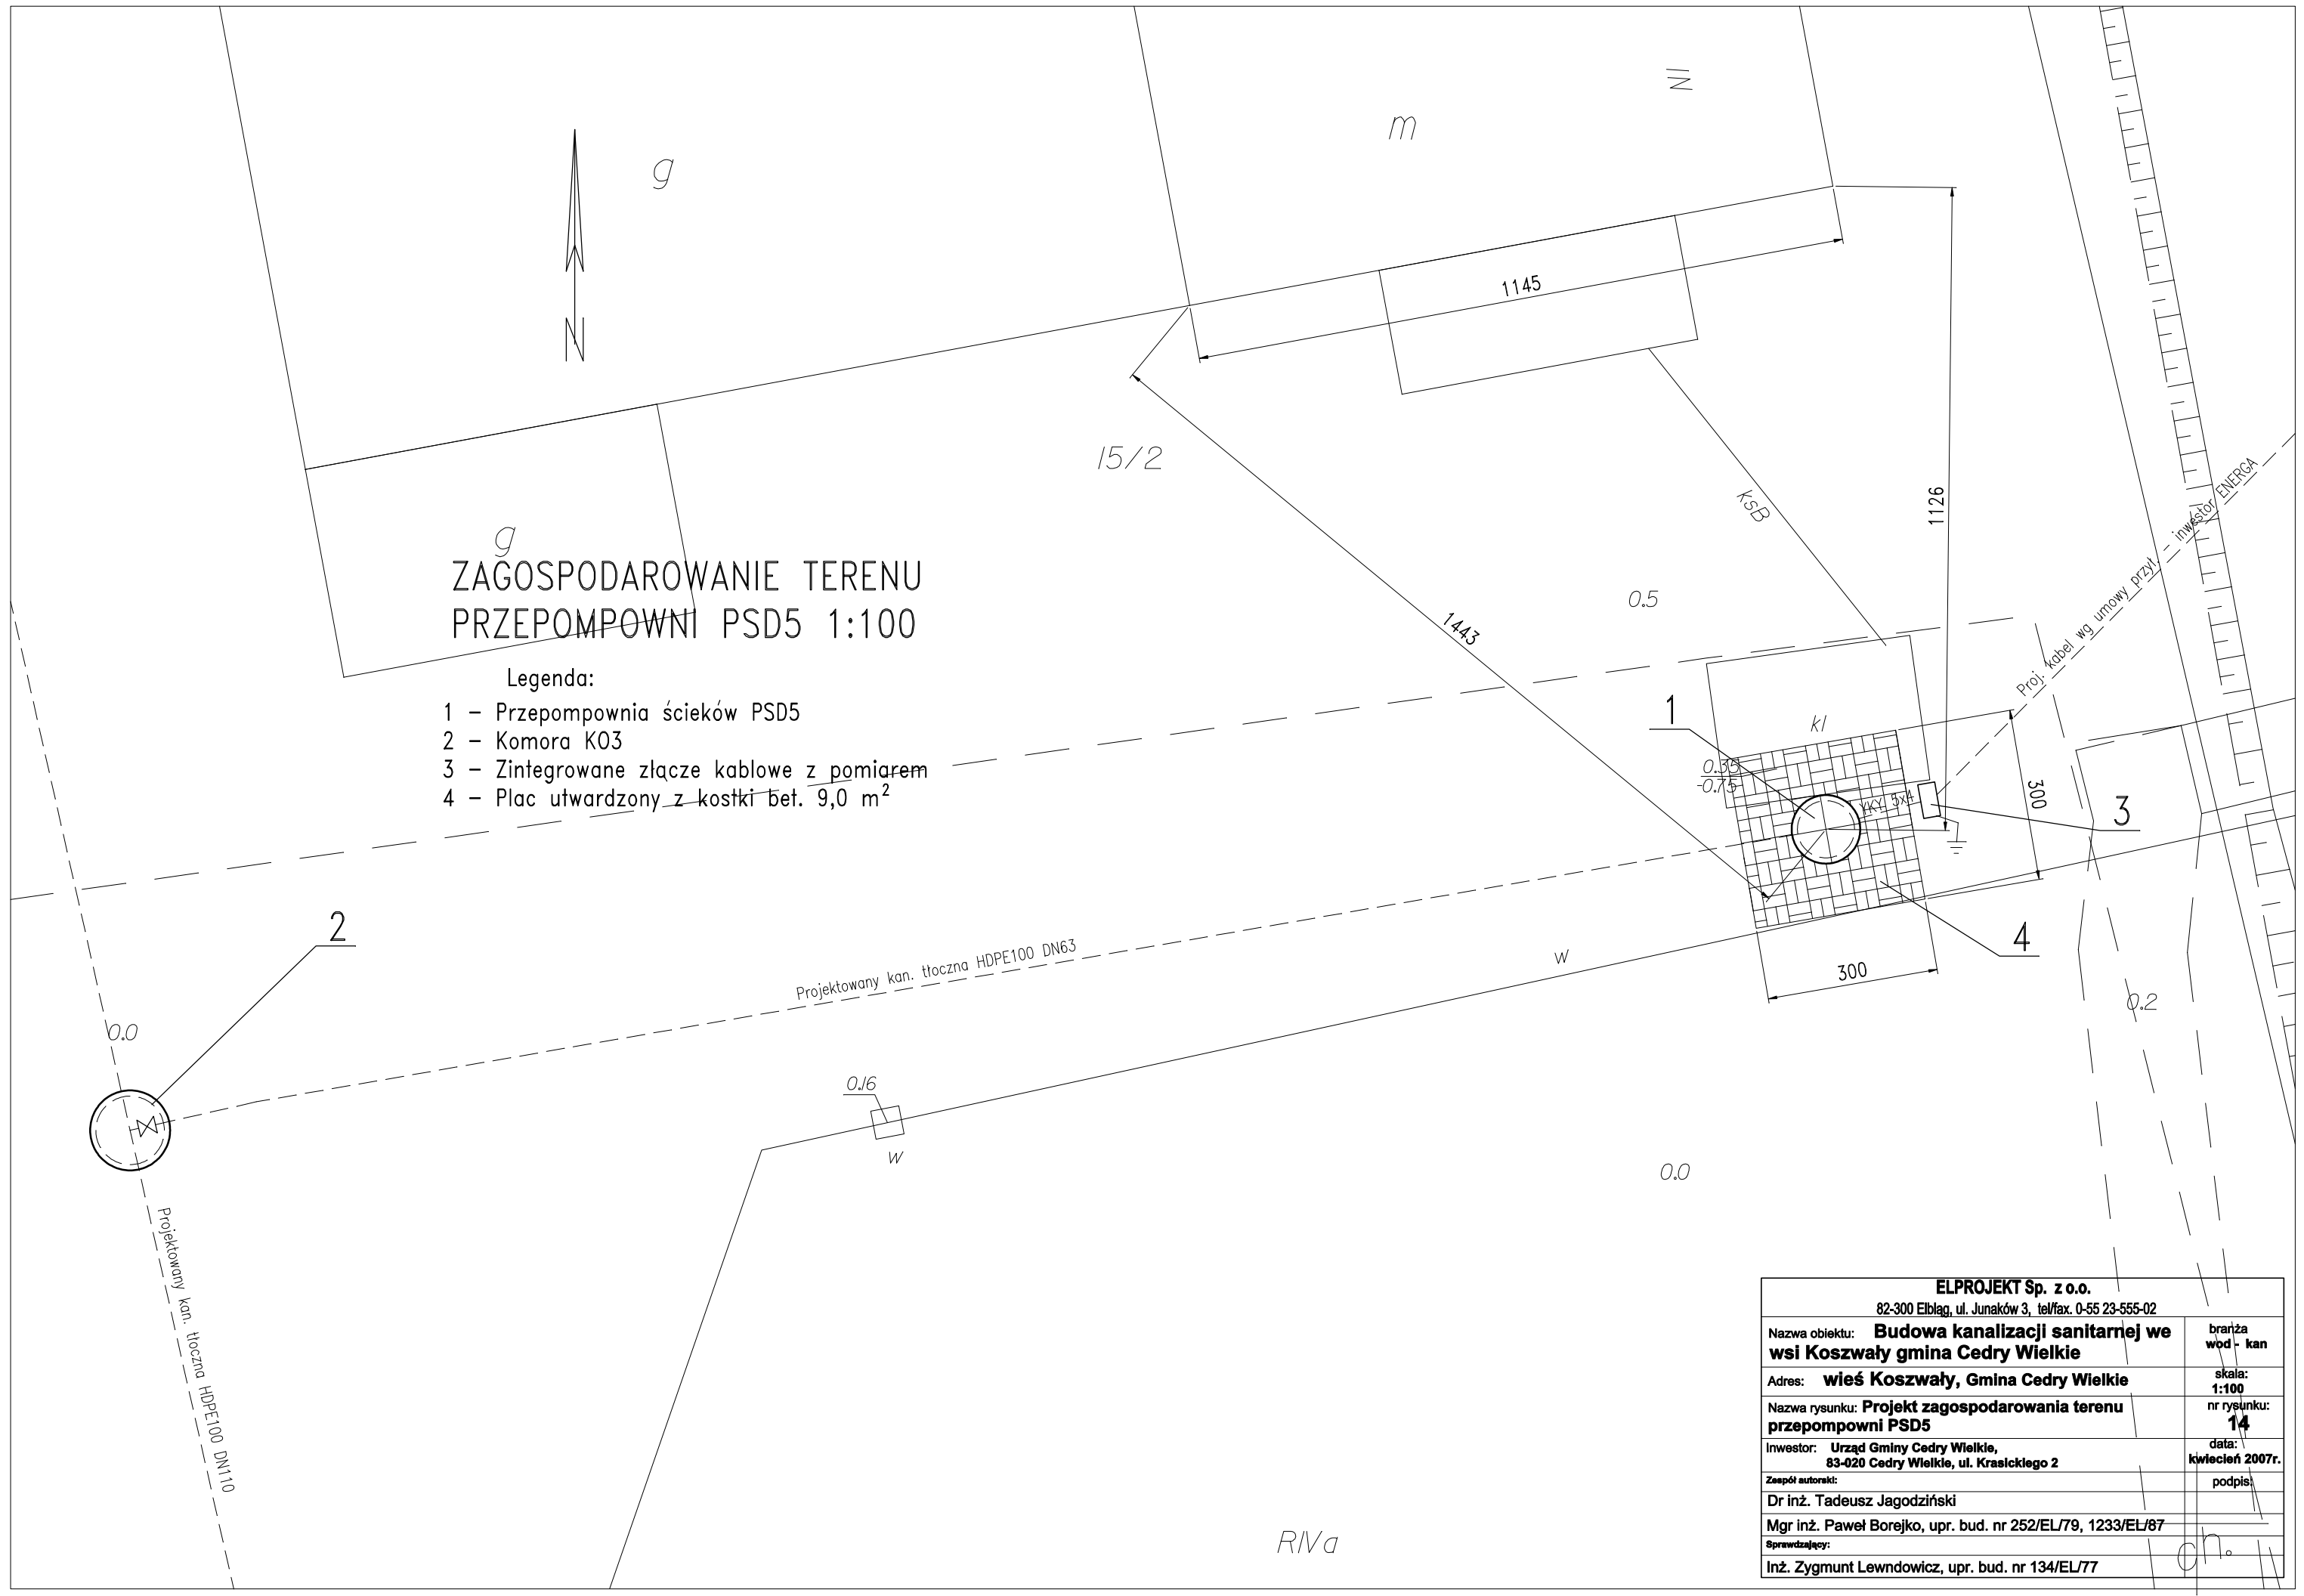 g
m
N
IN
1145
15/2
KsB
1126
inwestor ENERGA
Proj. kabel wg umowy przył. -
g
ZAGOSPODAROWANIE TERENU
PRZEPOMPOWNI PSD5 1:100
Legenda:
1 – Przepompownia ścieków PSD5
2 – Komora KO3
3 – Zintegrowane złącze kablowe z pomiarem
4 – Plac utwardzony z kostki bet. 9,0 m²
0.5
1443
1
kl
0.35
-0.75
YKY 5x4
300
3
4
300
2
Projektowany kan. tłoczna HDPE100 DN63
w
0.0
0.2
0.16
w
0.0
Projektowany kan. tłoczna HDPE100 DN110
RIVa
ELPROJEKT Sp. z o.o.
82-300 Elbląg, ul. Junaków 3, tel/fax. 0-55 23-555-02
Nazwa obiektu: Budowa kanalizacji sanitarnej we
wsi Koszwały gmina Cedry Wielkie
branża
wod - kan
Adres: wieś Koszwały, Gmina Cedry Wielkie
skala:
1:100
Nazwa rysunku: Projekt zagospodarowania terenu
przepompowni PSD5
nr rysunku:
14
Inwestor: Urząd Gminy Cedry Wielkie,
83-020 Cedry Wielkie, ul. Krasickiego 2
data:
kwiecień 2007r.
Zespół autorski:
podpis:
Dr inż. Tadeusz Jagodziński
Mgr inż. Paweł Borejko, upr. bud. nr 252/EL/79, 1233/EL/87
Sprawdzający:
Inż. Zygmunt Lewndowicz, upr. bud. nr 134/EL/77
ch.